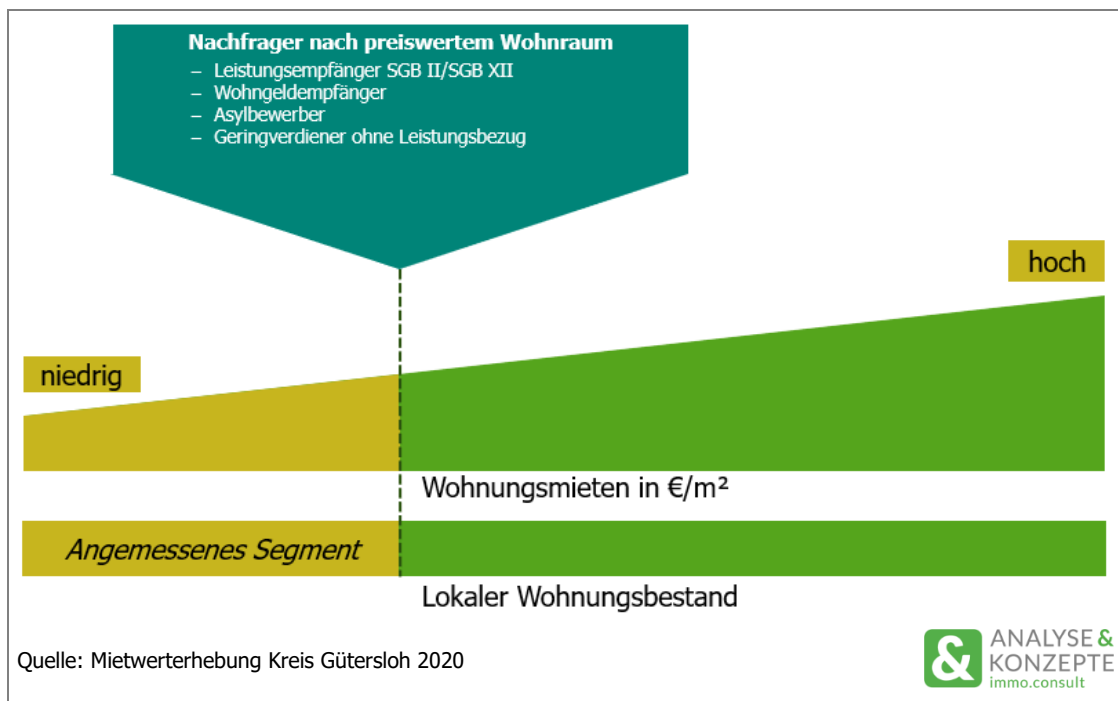 Nachfrager nach preiswertem Wohnraum
– Leistungsempfänger SGB II/SGB XII
– Wohngeldempfänger
– Asylbewerber
– Geringverdiener ohne Leistungsbezug
hoch
niedrig
Wohnungsmieten in €/m²
Angemessenes Segment
Lokaler Wohnungsbestand
Quelle: Mietwerterhebung Kreis Gütersloh 2020
&
ANALYSE &
KONZEPTE
immo.consult